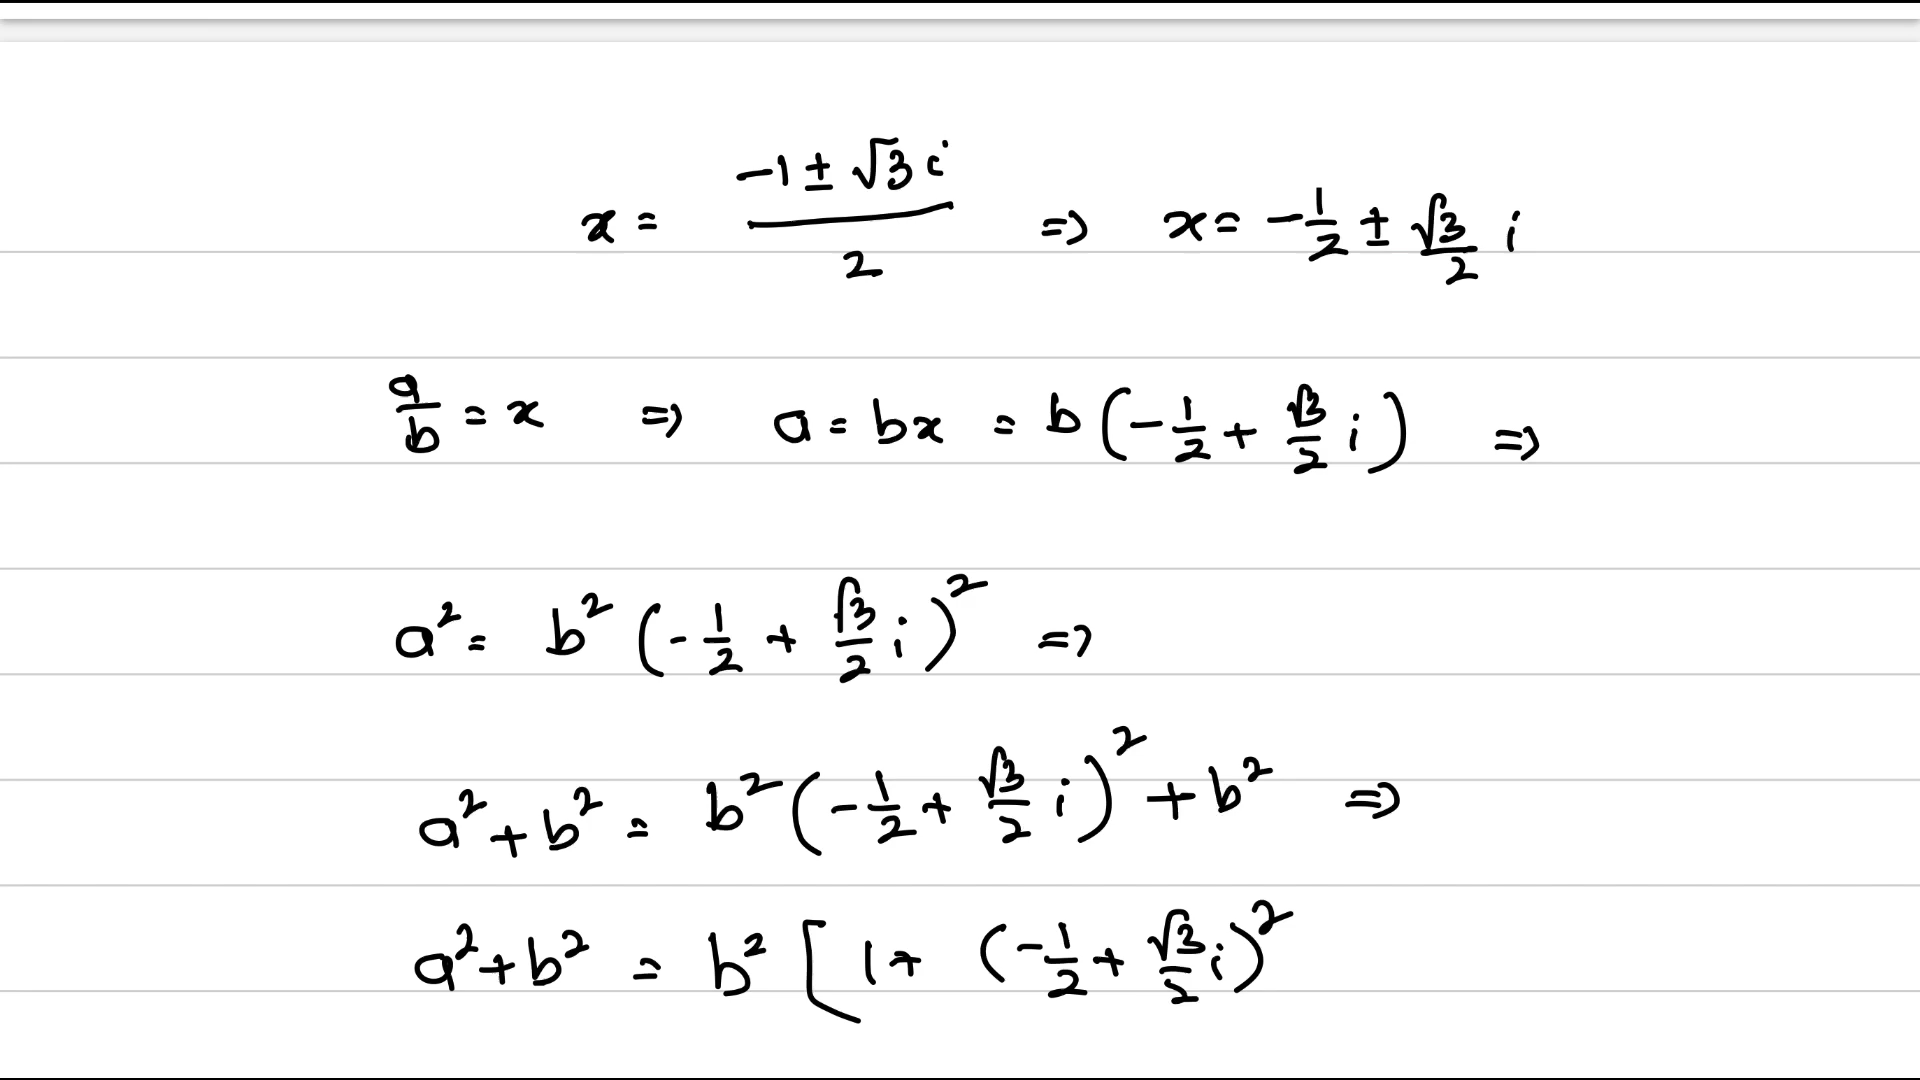 x = (-1 ± √3 i)/2 => x = -1/2 ± √3/2 i
a/b = x => a = bx = b(-1/2 + √3/2 i) =>
a² = b² (-1/2 + √3/2 i)² =>
a² + b² = b² (-1/2 + √3/2 i)² + b² =>
a² + b² = b² [1 + (-1/2 + √3/2 i)²